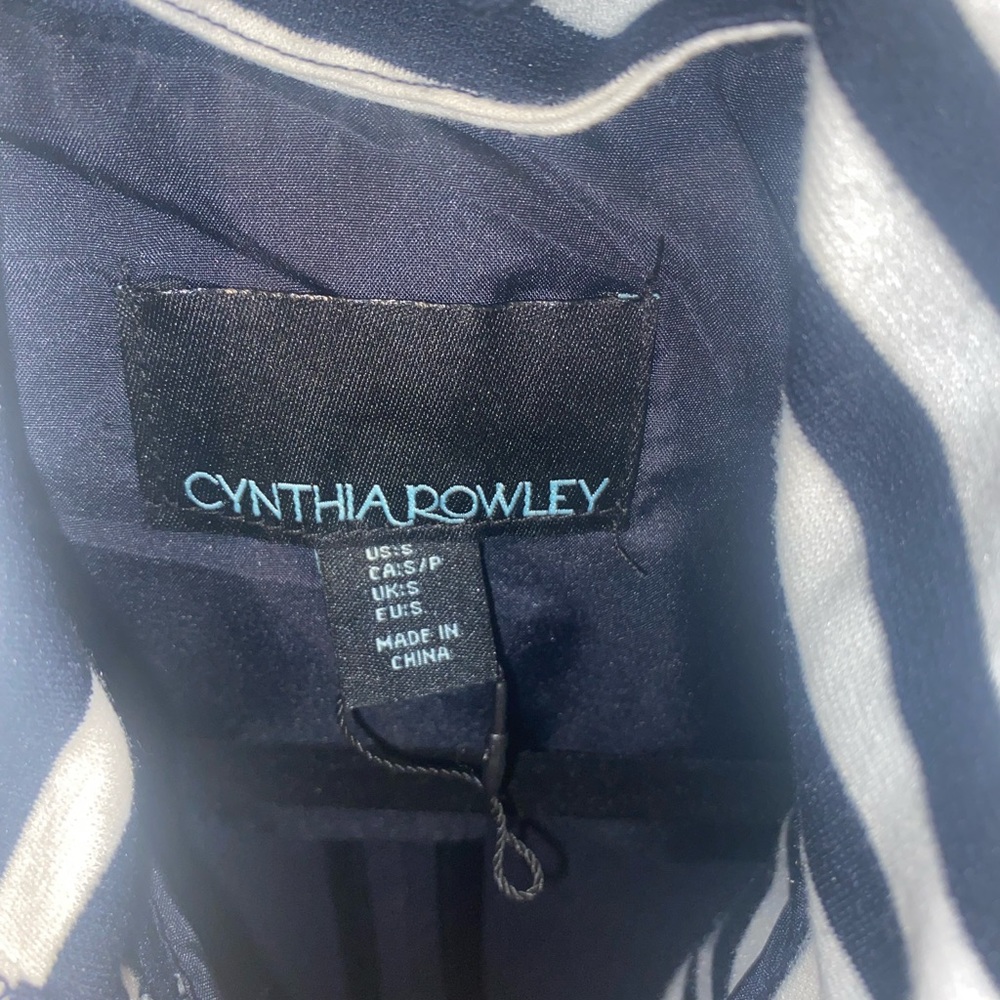 CYNTHIA ROWLEY
US:S
CA:S/P
UK:S
EU:S
MADE IN
CHINA